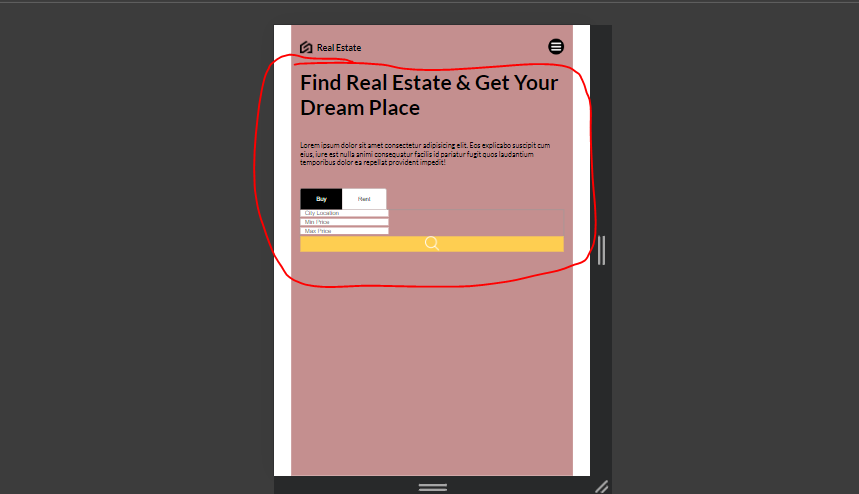 Real Estate
Find Real Estate & Get Your
Dream Place
Lorem ipsum dolor sit amet consectetur adipisicing elit. Eos explicabo suscipit cum
eius, iure est nulla animi consequatur facilis id pariatur fugit quos laudantium
temporibus dolor ea repellat provident impedit!
Buy
Rent
City Location
Min Price
Max Price